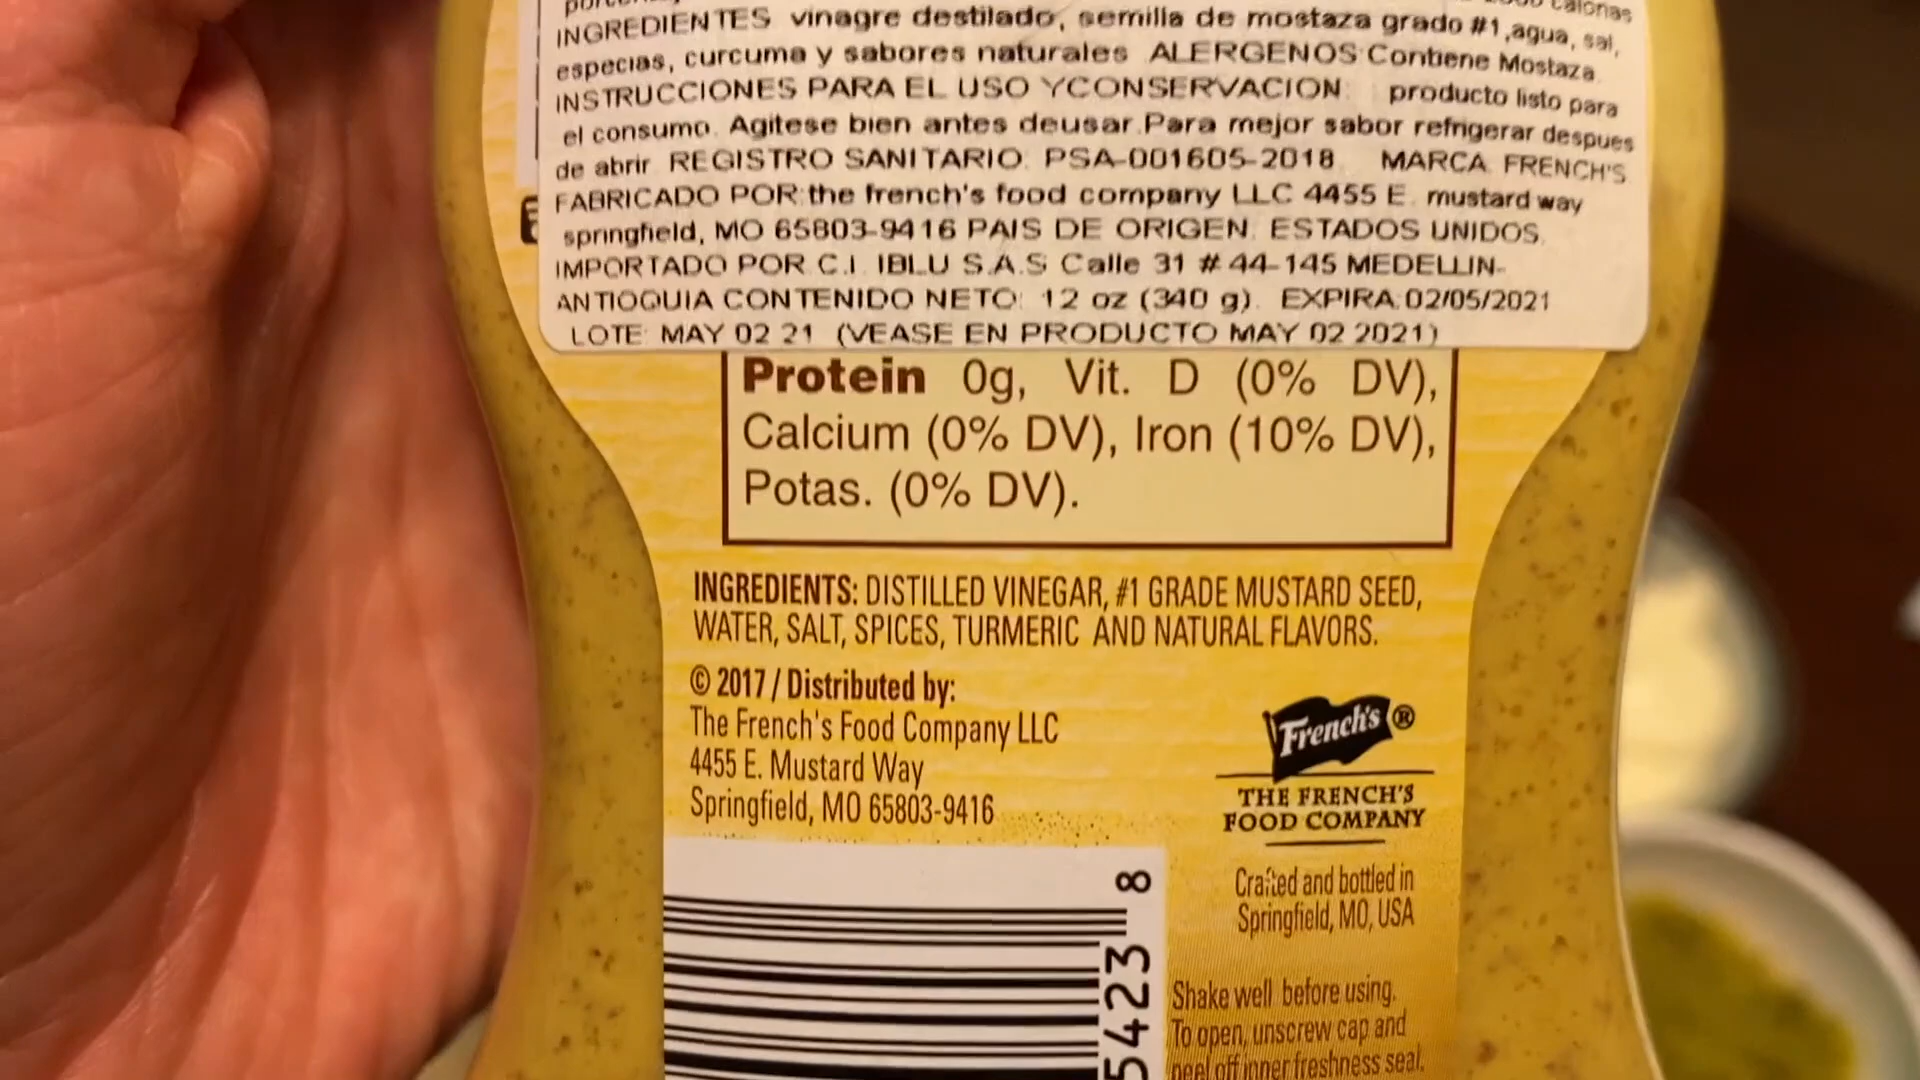 INGREDIENTES vinagre destilado, semilla de mostaza grado #1,agua, sal,
especias, curcuma y sabores naturales ALERGENOS:Contiene Mostaza.
INSTRUCCIONES PARA EL USO YCONSERVACION: producto listo para
el consumo. Agitese bien antes deusar.Para mejor sabor refrigerar despues
de abrir REGISTRO SANITARIO: PSA-001605-2018 MARCA: FRENCH'S
FABRICADO POR:the french's food company LLC 4455 E. mustard way
springfield, MO 65803-9416 PAIS DE ORIGEN: ESTADOS UNIDOS.
IMPORTADO POR C.I. IBLU S.A.S Calle 31 # 44-145 MEDELLIN-
ANTIOQUIA CONTENIDO NETO: 12 oz (340 g). EXPIRA:02/05/2021
LOTE: MAY 02 21 (VEASE EN PRODUCTO MAY 02 2021)
Protein 0g, Vit. D (0% DV),
Calcium (0% DV), Iron (10% DV),
Potas. (0% DV).
INGREDIENTS: DISTILLED VINEGAR, #1 GRADE MUSTARD SEED,
WATER, SALT, SPICES, TURMERIC AND NATURAL FLAVORS.
© 2017 / Distributed by:
The French's Food Company LLC
4455 E. Mustard Way
Springfield, MO 65803-9416
French's ®
THE FRENCH'S
FOOD COMPANY
Crafted and bottled in
Springfield, MO, USA
Shake well before using.
To open, unscrew cap and
peel off inner freshness seal.
5423 8